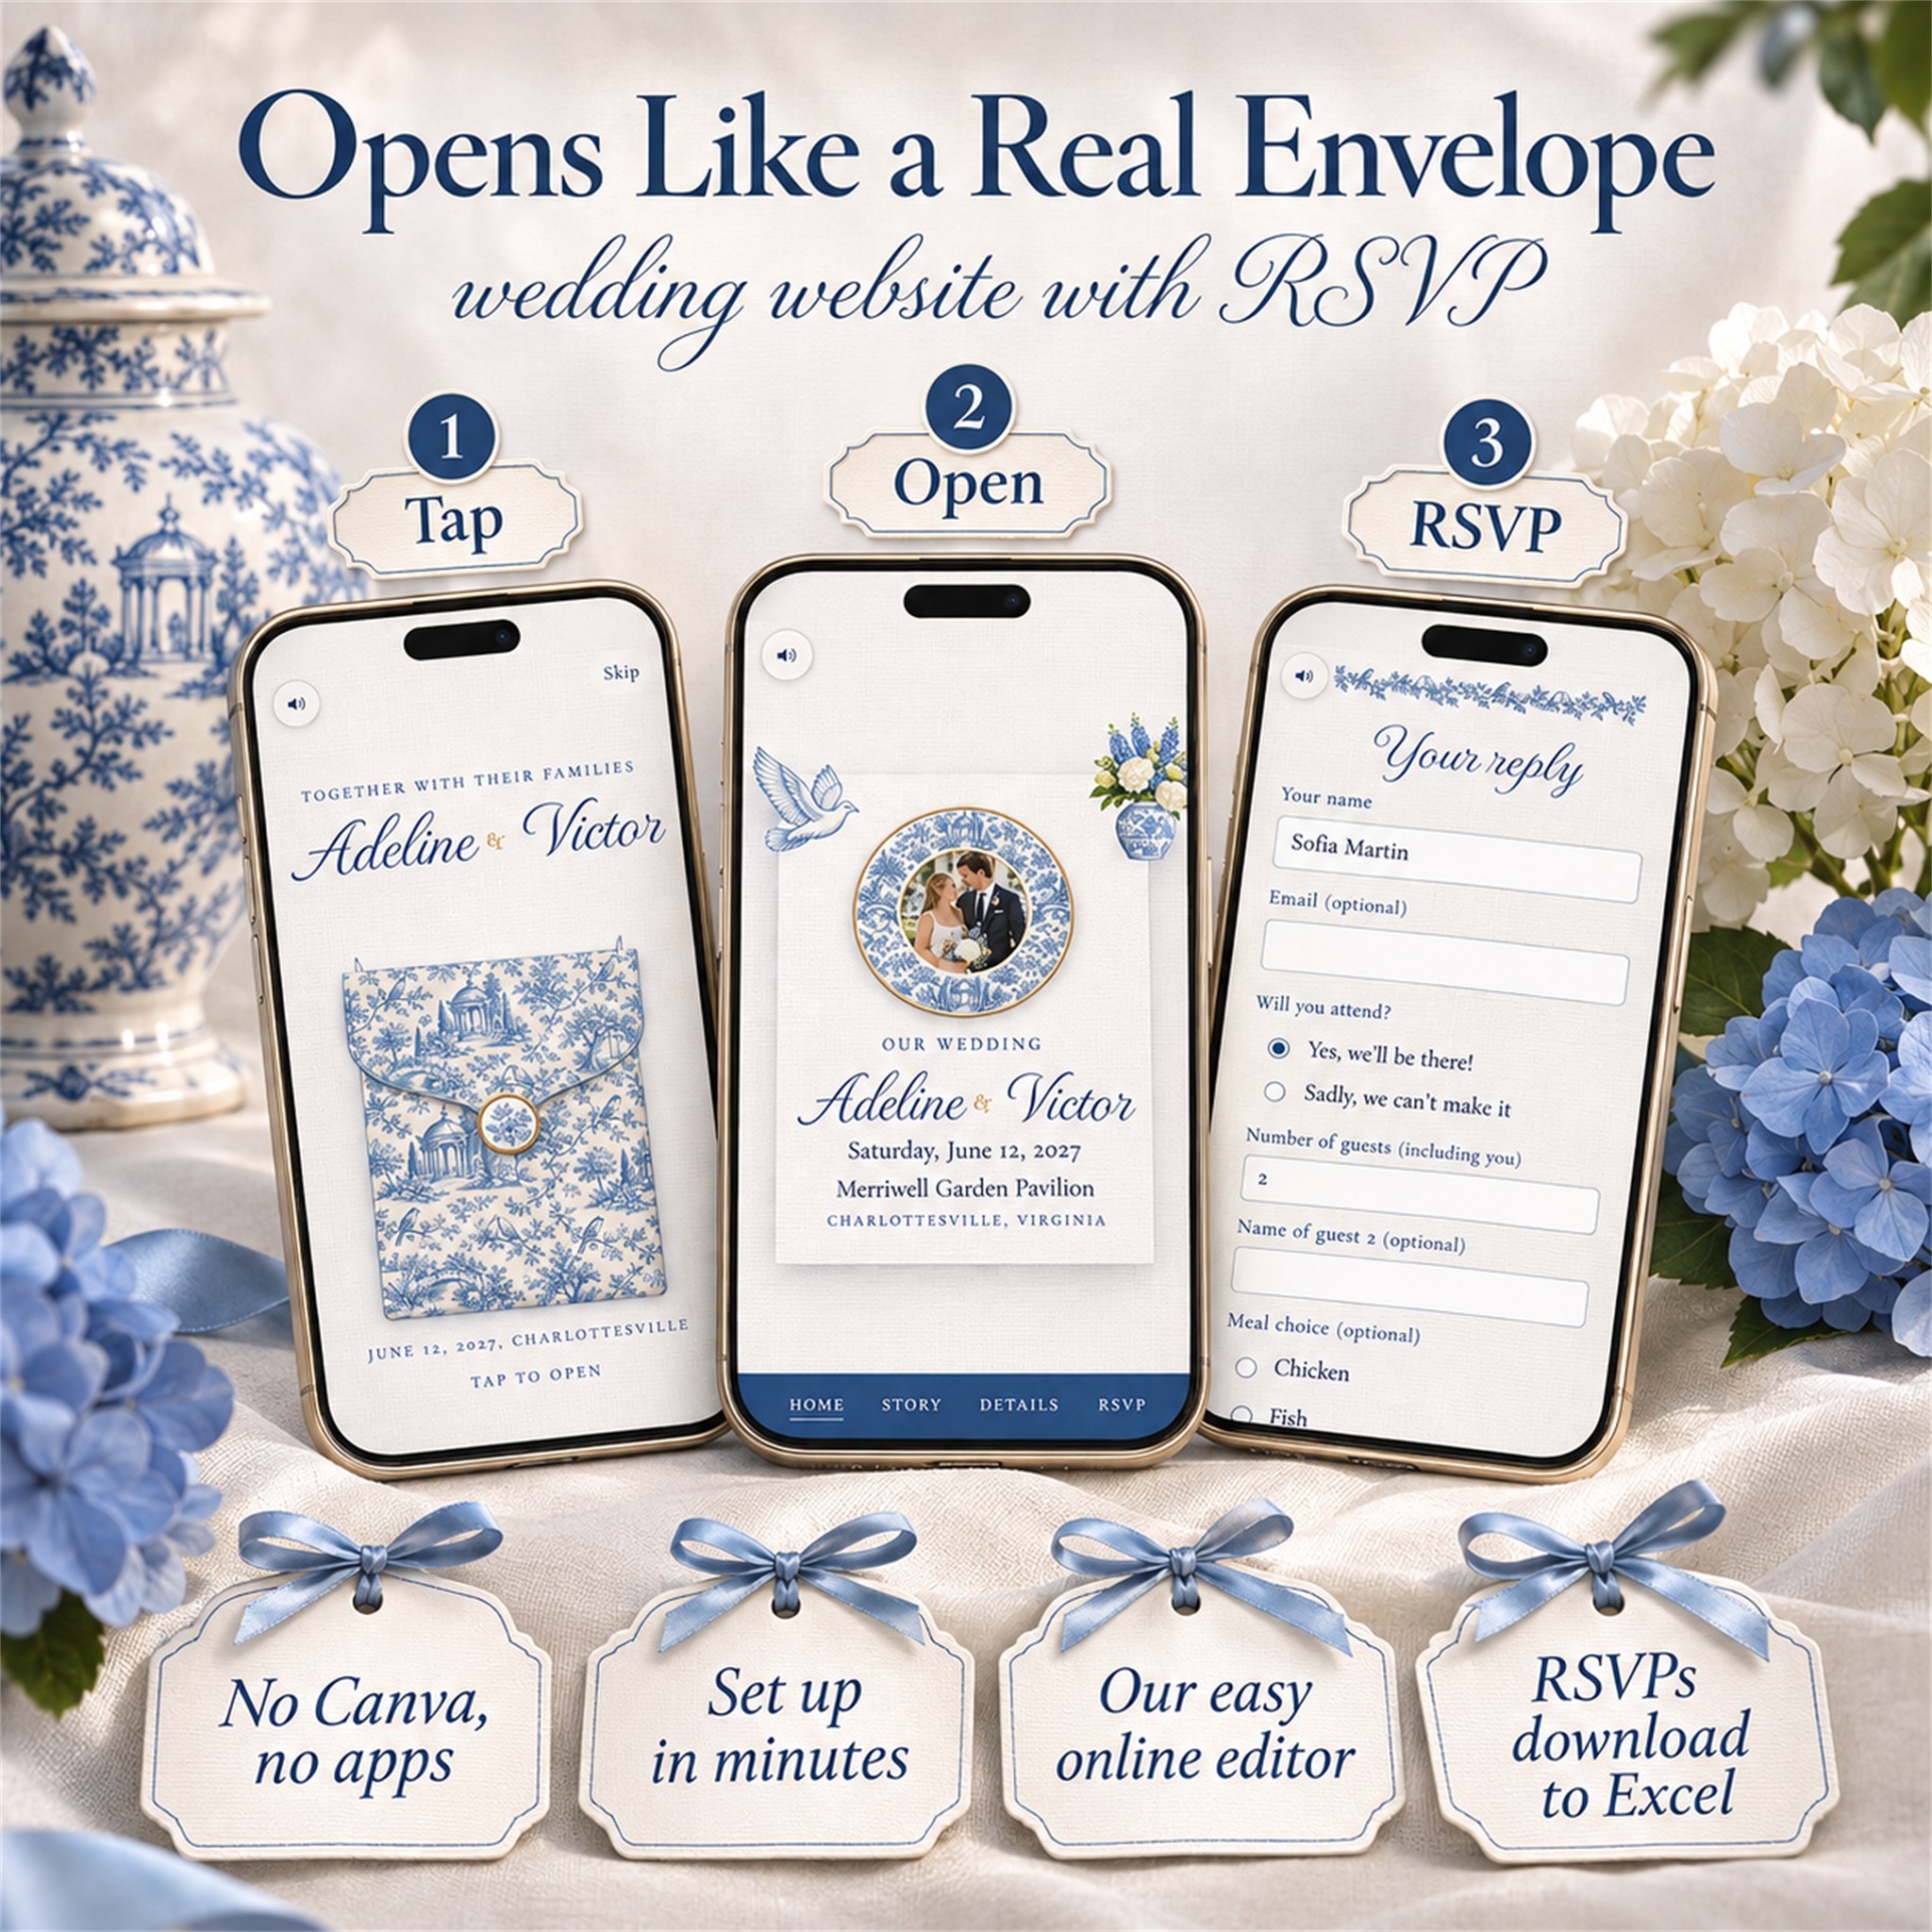 Opens Like a Real Envelope
wedding website with RSVP
1
Tap
2
Open
3
RSVP
Skip
TOGETHER WITH THEIR FAMILIES
Adeline & Victor
JUNE 12, 2027, CHARLOTTESVILLE
TAP TO OPEN
OUR WEDDING
Adeline & Victor
Saturday, June 12, 2027
Merriwell Garden Pavilion
CHARLOTTESVILLE, VIRGINIA
HOME STORY DETAILS RSVP
Your reply
Your name
Sofia Martin
Email (optional)
Will you attend?
Yes, we'll be there!
Sadly, we can't make it
Number of guests (including you)
2
Name of guest 2 (optional)
Meal choice (optional)
Chicken
Fish
No Canva,
no apps
Set up
in minutes
Our easy
online editor
RSVPs
download
to Excel